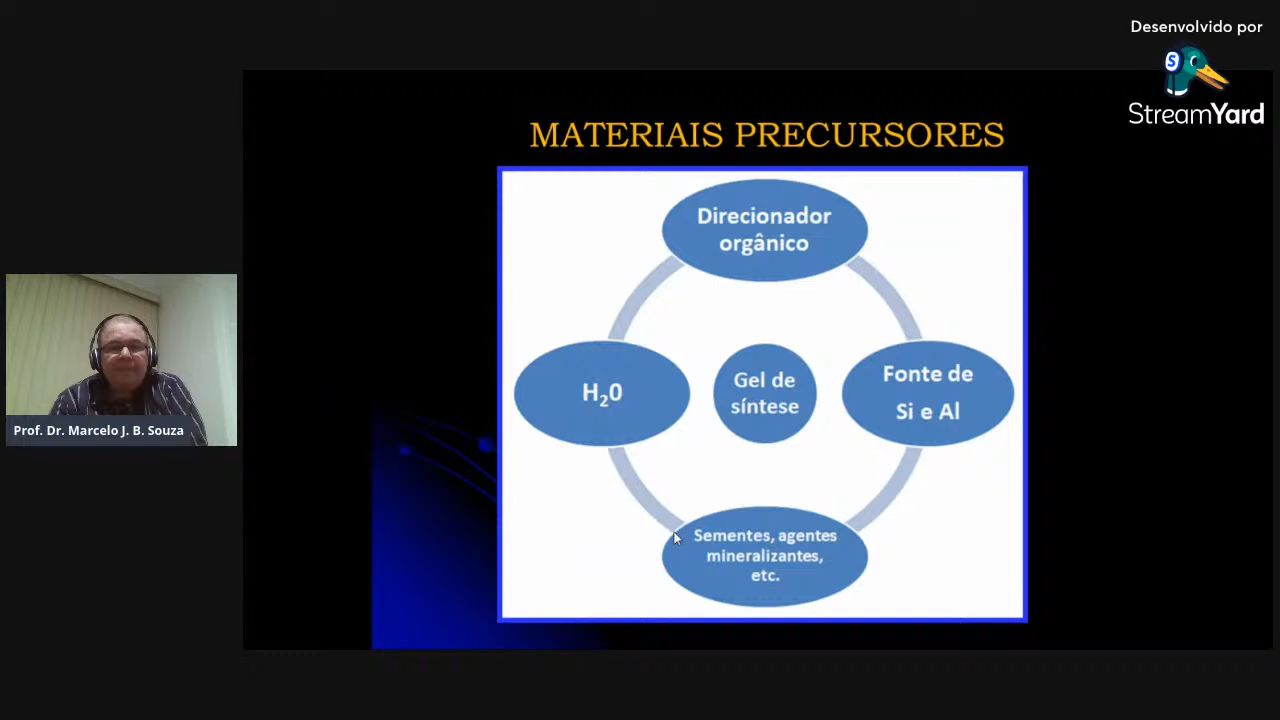 Desenvolvido por
S
StreamYard
MATERIAIS PRECURSORES
Direcionador
orgânico
H₂0
Gel de
síntese
Fonte de
Si e Al
Sementes, agentes
mineralizantes,
etc.
Prof. Dr. Marcelo J. B. Souza